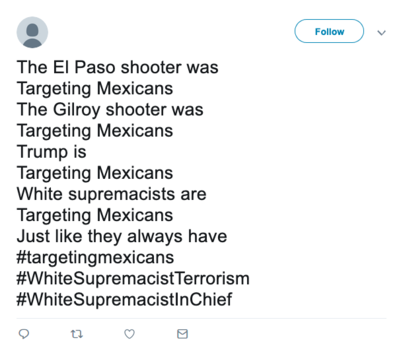 Follow
The El Paso shooter was
Targeting Mexicans
The Gilroy shooter was
Targeting Mexicans
Trump is
Targeting Mexicans
White supremacists are
Targeting Mexicans
Just like they always have
#targetingmexicans
#WhiteSupremacistTerrorism
#WhiteSupremacistInChief